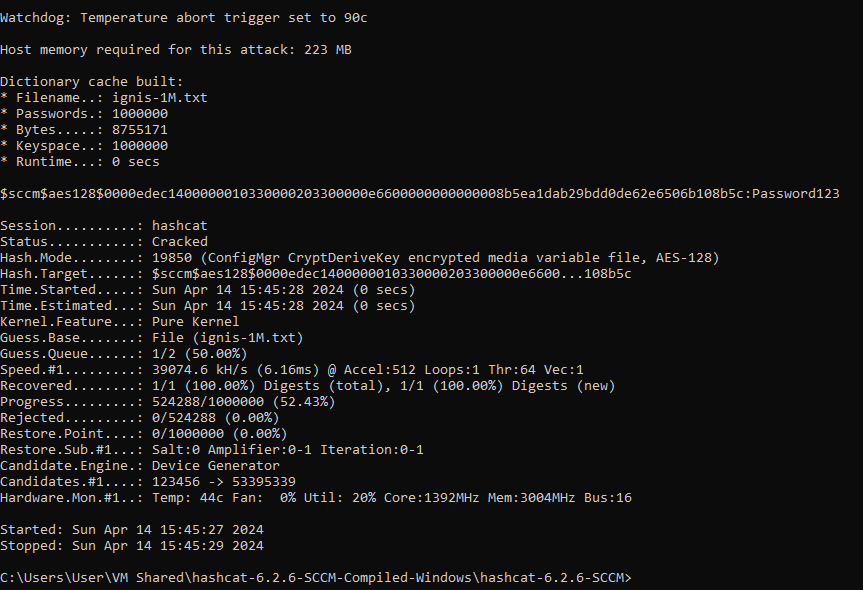 Watchdog: Temperature abort trigger set to 90c
Host memory required for this attack: 223 MB
Dictionary cache built:
* Filename..: ignis-1M.txt
* Passwords.: 1000000
* Bytes.....: 8755171
* Keyspace..: 1000000
* Runtime...: 0 secs
$sccm$aes128$0000edec14000000103300002033000000e6600000000000008b5ea1dab29bdd0de62e6506b108b5c:Password123
Session..........: hashcat
Status...........: Cracked
Hash.Mode........: 19850 (ConfigMgr CryptDeriveKey encrypted media variable file, AES-128)
Hash.Target......: $sccm$aes128$0000edec14000000103300002033000000e6600...108b5c
Time.Started.....: Sun Apr 14 15:45:28 2024 (0 secs)
Time.Estimated...: Sun Apr 14 15:45:28 2024 (0 secs)
Kernel.Feature...: Pure Kernel
Guess.Base.......: File (ignis-1M.txt)
Guess.Queue......: 1/2 (50.00%)
Speed.#1.........: 39074.6 kH/s (6.16ms) @ Accel:512 Loops:1 Thr:64 Vec:1
Recovered........: 1/1 (100.00%) Digests (total), 1/1 (100.00%) Digests (new)
Progress.........: 524288/1000000 (52.43%)
Rejected.........: 0/524288 (0.00%)
Restore.Point....: 0/1000000 (0.00%)
Restore.Sub.#1...: Salt:0 Amplifier:0-1 Iteration:0-1
Candidate.Engine.: Device Generator
Candidates.#1....: 123456 -> 53395339
Hardware.Mon.#1..: Temp: 44c Fan:  0% Util: 20% Core:1392MHz Mem:3004MHz Bus:16
Started: Sun Apr 14 15:45:27 2024
Stopped: Sun Apr 14 15:45:29 2024
C:\Users\User\VM Shared\hashcat-6.2.6-SCCM-Compiled-Windows\hashcat-6.2.6-SCCM>